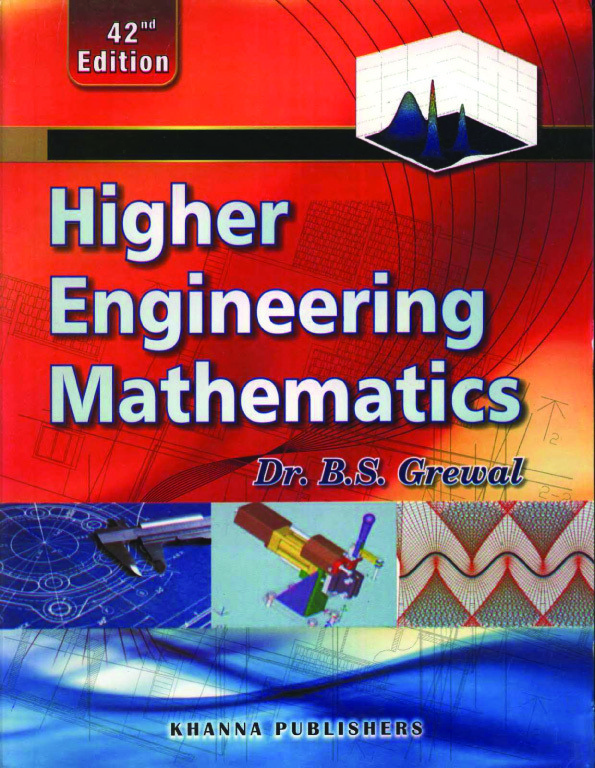 42nd
Edition
Higher
Engineering
Mathematics
Dr. B.S. Grewal
KHANNA PUBLISHERS